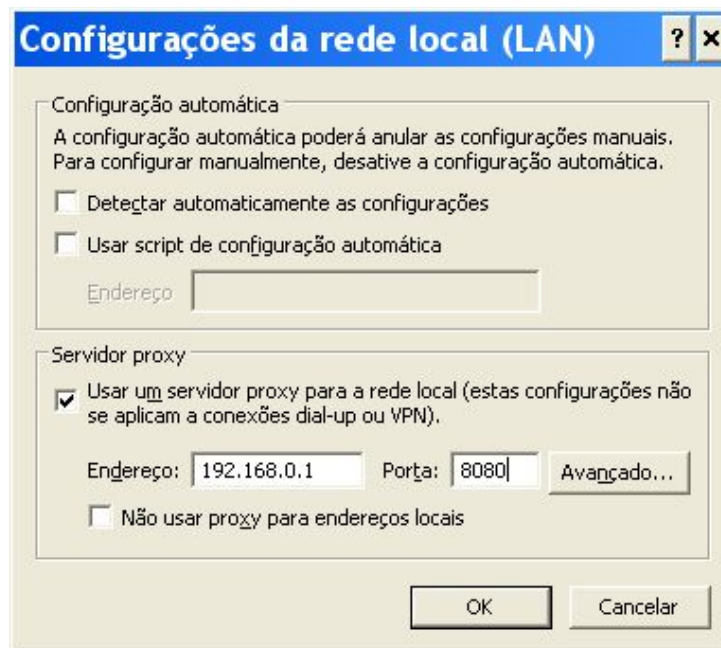 Configurações da rede local (LAN) ? ×
Configuração automática
A configuração automática poderá anular as configurações manuais.
Para configurar manualmente, desative a configuração automática.
Detectar automaticamente as configurações
Usar script de configuração automática
Endereço
Servidor proxy
Usar um servidor proxy para a rede local (estas configurações não
se aplicam a conexões dial-up ou VPN).
Endereço: 192.168.0.1 Porta: 8080 Avançado...
Não usar proxy para endereços locais
OK Cancelar